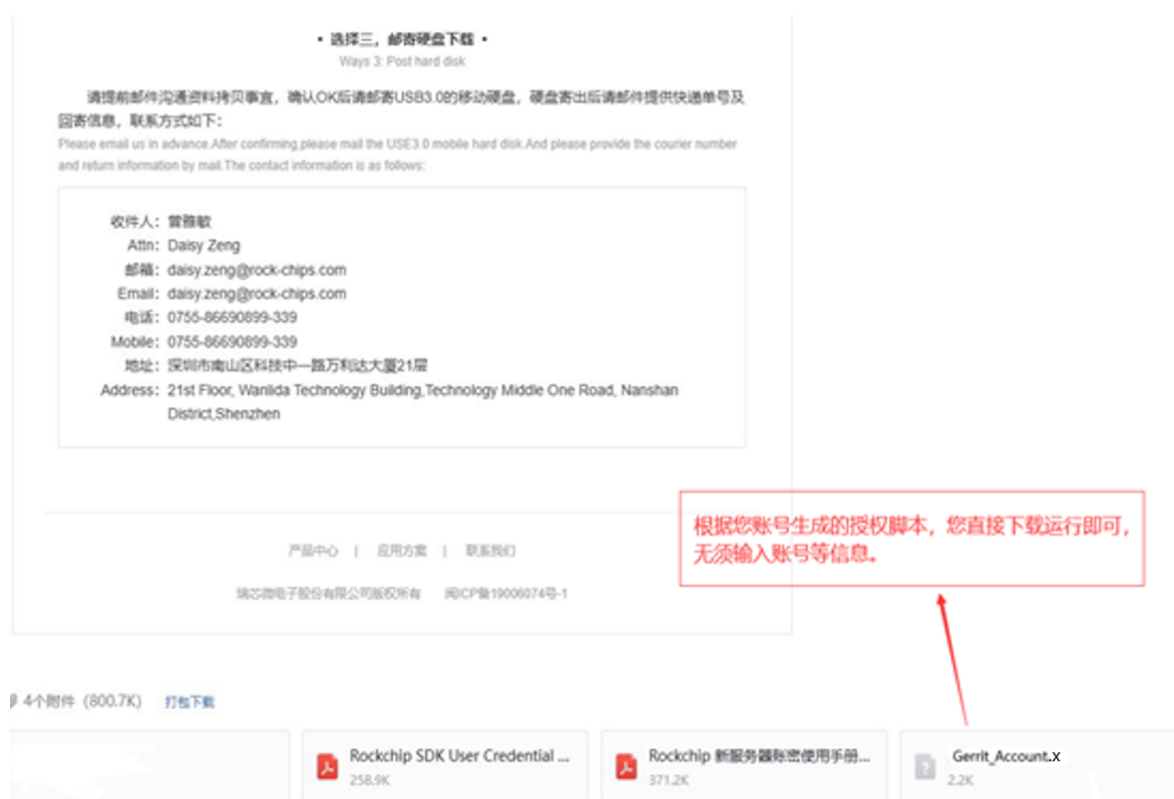 • 选择三，邮寄硬盘下载 •
Ways 3: Post hard disk
请提前邮件沟通资料拷贝事宜，确认OK后请邮寄USB3.0的移动硬盘，硬盘寄出后请邮件提供快递单号及
回寄信息，联系方式如下：
Please email us in advance.After confirming,please mail the USE3.0 mobile hard disk.And please provide the courier number
and return information by mail.The contact information is as follows:
收件人： 曾雅敏
Attn: Daisy Zeng
邮箱： daisy.zeng@rock-chips.com
Email: daisy.zeng@rock-chips.com
电话： 0755-86690899-339
Mobile: 0755-86690899-339
地址： 深圳市南山区科技中一路万利达大厦21层
Address: 21st Floor, Wanlida Technology Building,Technology Middle One Road, Nanshan
District,Shenzhen
根据您账号生成的授权脚本，您直接下载运行即可，
无须输入账号等信息。
产品中心 | 应用方案 | 联系我们
瑞芯微电子股份有限公司版权所有 闽ICP备19006074号-1
4个附件 (800.7K) 打包下载
Rockchip SDK User Credential ...
258.9K
Rockchip 新服务器账密使用手册...
371.2K
Gerrit_Account.x
2.2K